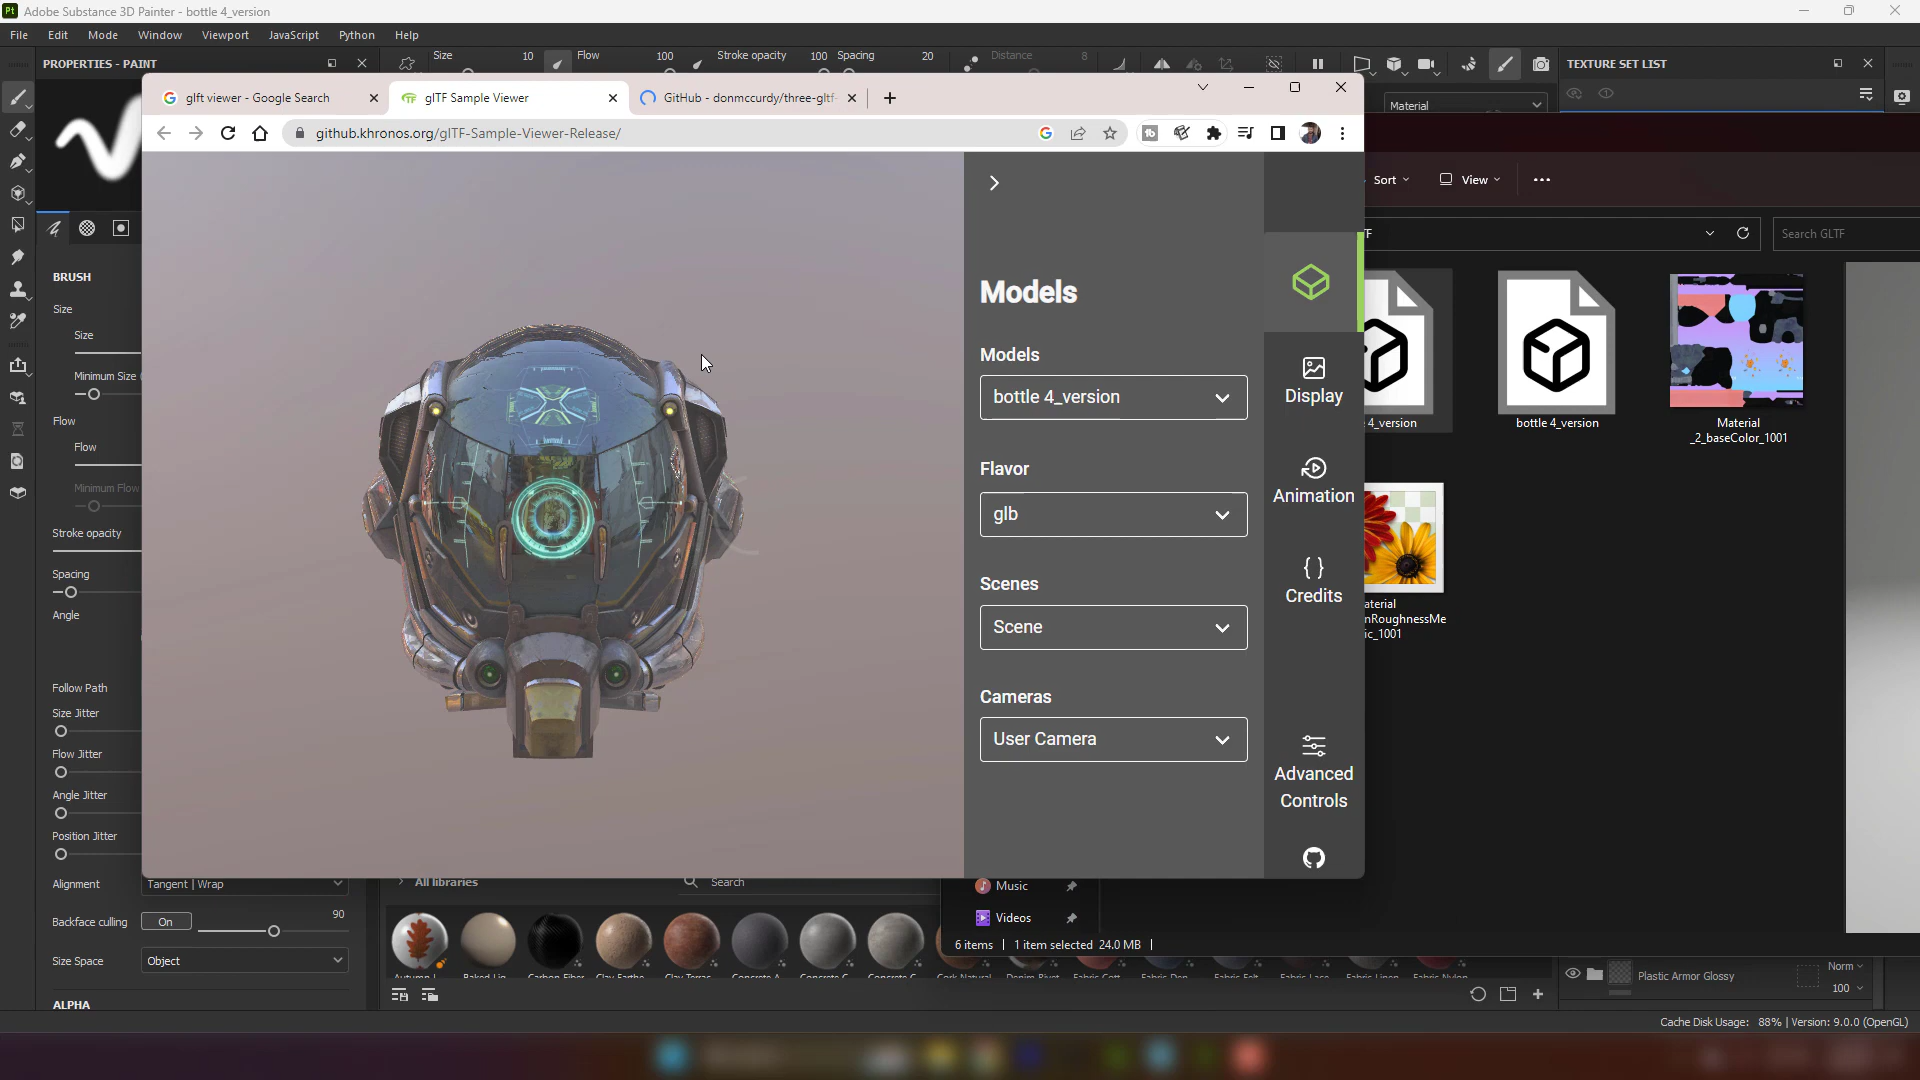 Pt Adobe Substance 3D Painter - bottle 4_version
File Edit Mode Window Viewport JavaScript Python Help
PROPERTIES - PAINT
Size 10 Flow 100 Stroke opacity 100 Spacing 20 Distance 8
TEXTURE SET LIST
Material
glft viewer - Google Search
glTF Sample Viewer
GitHub - donmccurdy/three-gltf-
github.khronos.org/glTF-Sample-Viewer-Release/
Sort View
Search GLTF
BRUSH
Size
Size
Minimum Size
Flow
Flow
Minimum Flow
Stroke opacity
Spacing
Angle
Follow Path
Size Jitter
Flow Jitter
Angle Jitter
Position Jitter
Alignment Tangent | Wrap
Backface culling On 90
Size Space Object
ALPHA
Models
Models
bottle 4_version
Flavor
glb
Scenes
Scene
Cameras
User Camera
Display
Animation
{ }
Credits
Advanced
Controls
4_version
bottle 4_version
Material
_2_baseColor_1001
aterial
nRoughnessMe
ic_1001
All libraries Search
Music
Videos
6 items 1 item selected 24.0 MB
Plastic Armor Glossy
Norm
100
Cache Disk Usage: 88% | Version: 9.0.0 (OpenGL)